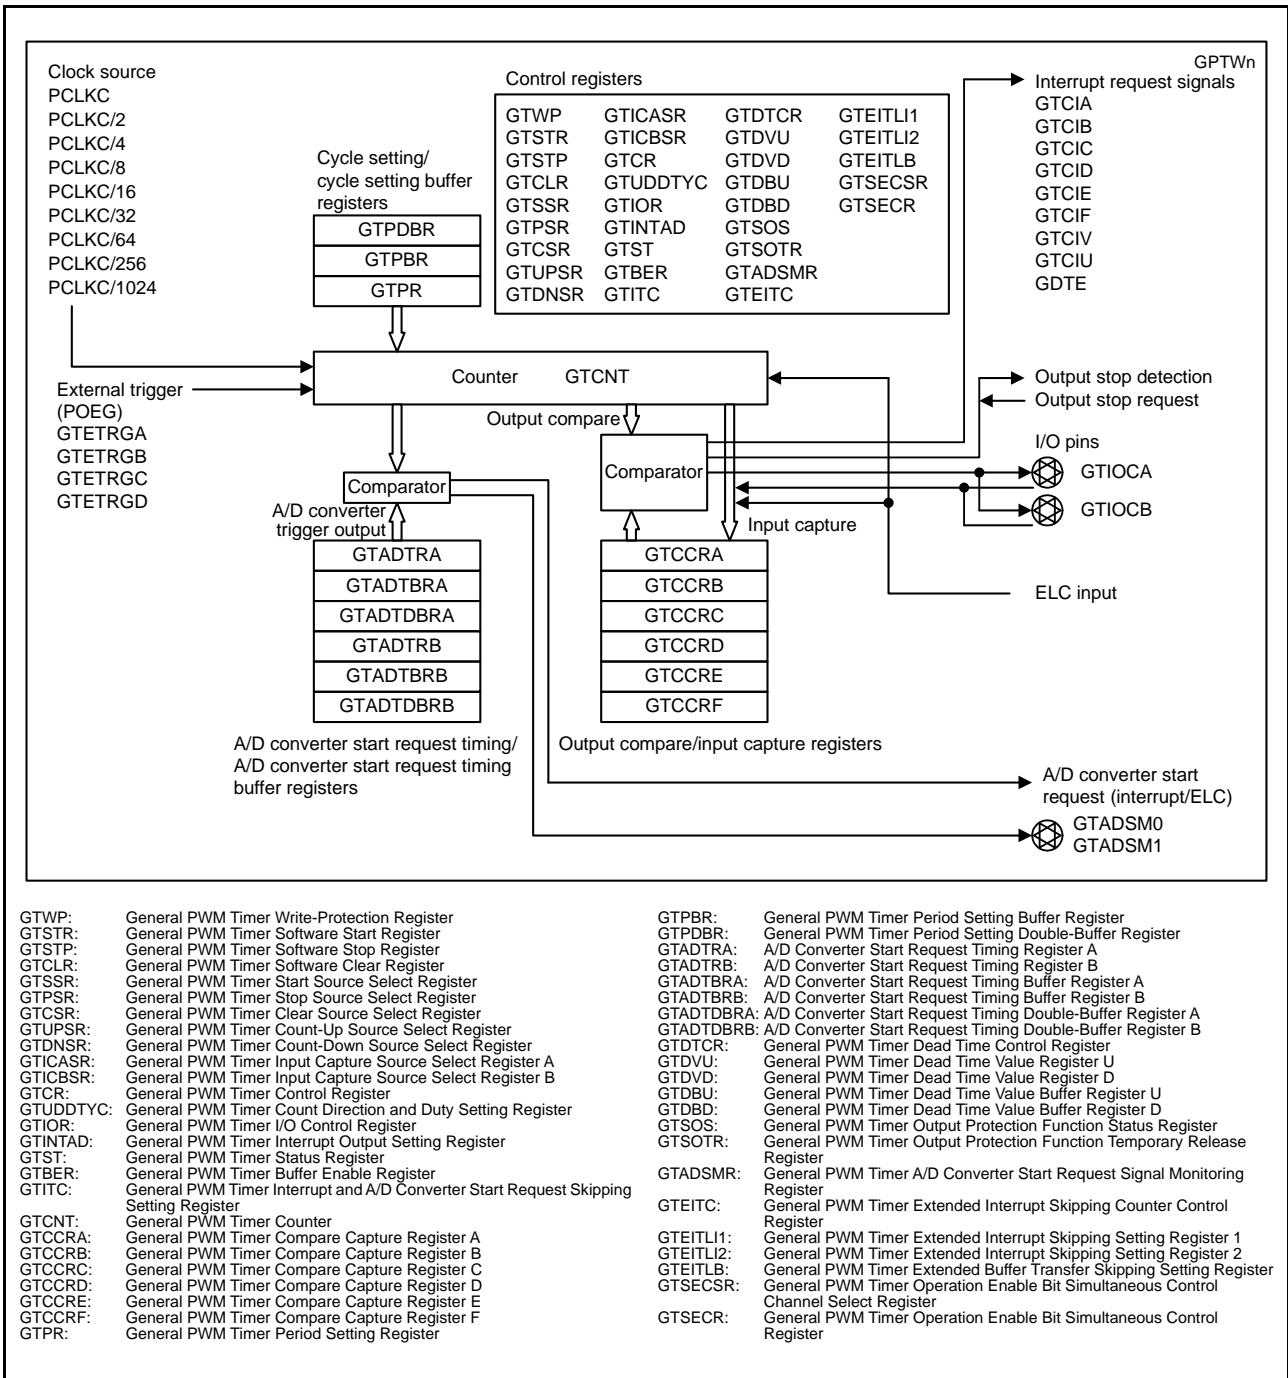 GPTWn
Clock source
PCLKC
PCLKC/2
PCLKC/4
PCLKC/8
PCLKC/16
PCLKC/32
PCLKC/64
PCLKC/256
PCLKC/1024
Cycle setting/
cycle setting buffer
registers
GTPDBR
GTPBR
GTPR
Control registers
GTWP GTICASR GTDTCR GTEITLI1
GTSTR GTICBSR GTDVU GTEITLI2
GTSTP GTCR GTDVD GTEITLB
GTCLR GTUDDTYC GTDBU GTSECSR
GTSSR GTIOR GTDBD GTSECR
GTPSR GTINTAD GTSOS
GTCSR GTST GTSOTR
GTUPSR GTBER GTADSMR
GTDNSR GTITC GTEITC
Interrupt request signals
GTCIA
GTCIB
GTCIC
GTCID
GTCIE
GTCIF
GTCIV
GTCIU
GDTE
External trigger
(POEG)
GTETRGA
GTETRGB
GTETRGC
GTETRGD
Counter GTCNT
Output compare
Comparator
Comparator
A/D converter
trigger output
Input capture
Output stop detection
Output stop request
I/O pins
GTIOCA
GTIOCB
ELC input
GTADTRA
GTADTBRA
GTADTDBRA
GTADTRB
GTADTBRB
GTADTDBRB
GTCCRA
GTCCRB
GTCCRC
GTCCRD
GTCCRE
GTCCRF
A/D converter start request timing/
A/D converter start request timing
buffer registers
Output compare/input capture registers
A/D converter start
request (interrupt/ELC)
GTADSM0
GTADSM1
GTWP: General PWM Timer Write-Protection Register
GTSTR: General PWM Timer Software Start Register
GTSTP: General PWM Timer Software Stop Register
GTCLR: General PWM Timer Software Clear Register
GTSSR: General PWM Timer Start Source Select Register
GTPSR: General PWM Timer Stop Source Select Register
GTCSR: General PWM Timer Clear Source Select Register
GTUPSR: General PWM Timer Count-Up Source Select Register
GTDNSR: General PWM Timer Count-Down Source Select Register
GTICASR: General PWM Timer Input Capture Source Select Register A
GTICBSR: General PWM Timer Input Capture Source Select Register B
GTCR: General PWM Timer Control Register
GTUDDTYC: General PWM Timer Count Direction and Duty Setting Register
GTIOR: General PWM Timer I/O Control Register
GTINTAD: General PWM Timer Interrupt Output Setting Register
GTST: General PWM Timer Status Register
GTBER: General PWM Timer Buffer Enable Register
GTITC: General PWM Timer Interrupt and A/D Converter Start Request Skipping
Setting Register
GTCNT: General PWM Timer Counter
GTCCRA: General PWM Timer Compare Capture Register A
GTCCRB: General PWM Timer Compare Capture Register B
GTCCRC: General PWM Timer Compare Capture Register C
GTCCRD: General PWM Timer Compare Capture Register D
GTCCRE: General PWM Timer Compare Capture Register E
GTCCRF: General PWM Timer Compare Capture Register F
GTPR: General PWM Timer Period Setting Register
GTPBR: General PWM Timer Period Setting Buffer Register
GTPDBR: General PWM Timer Period Setting Double-Buffer Register
GTADTRA: A/D Converter Start Request Timing Register A
GTADTRB: A/D Converter Start Request Timing Register B
GTADTBRA: A/D Converter Start Request Timing Buffer Register A
GTADTBRB: A/D Converter Start Request Timing Buffer Register B
GTADTDBRA: A/D Converter Start Request Timing Double-Buffer Register A
GTADTDBRB: A/D Converter Start Request Timing Double-Buffer Register B
GTDTCR: General PWM Timer Dead Time Control Register
GTDVU: General PWM Timer Dead Time Value Register U
GTDVD: General PWM Timer Dead Time Value Register D
GTDBU: General PWM Timer Dead Time Value Buffer Register U
GTDBD: General PWM Timer Dead Time Value Buffer Register D
GTSOS: General PWM Timer Output Protection Function Status Register
GTSOTR: General PWM Timer Output Protection Function Temporary Release
Register
GTADSMR: General PWM Timer A/D Converter Start Request Signal Monitoring
Register
GTEITC: General PWM Timer Extended Interrupt Skipping Counter Control
Register
GTEITLI1: General PWM Timer Extended Interrupt Skipping Setting Register 1
GTEITLI2: General PWM Timer Extended Interrupt Skipping Setting Register 2
GTEITLB: General PWM Timer Extended Buffer Transfer Skipping Setting Register
GTSECSR: General PWM Timer Operation Enable Bit Simultaneous Control
Channel Select Register
GTSECR: General PWM Timer Operation Enable Bit Simultaneous Control
Register